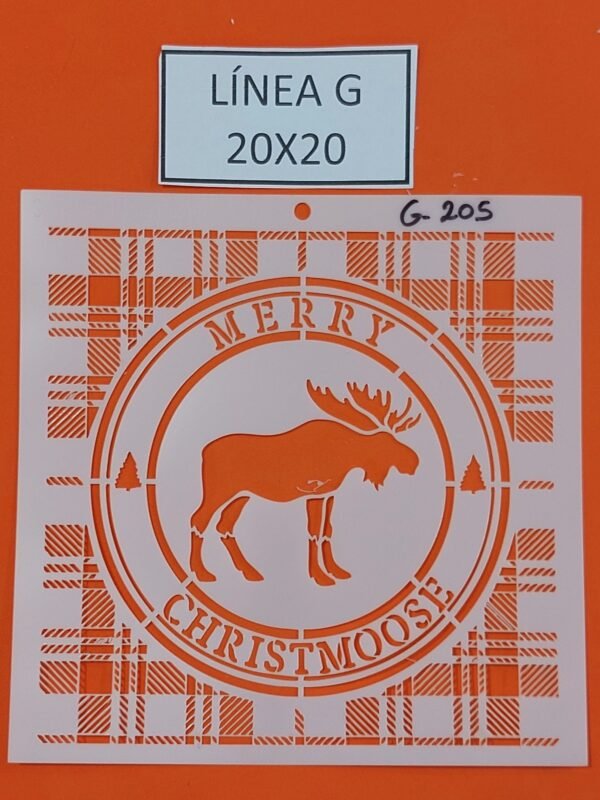 LÍNEA G
20X20
G-205
MERRY
CHRISTMOOSE